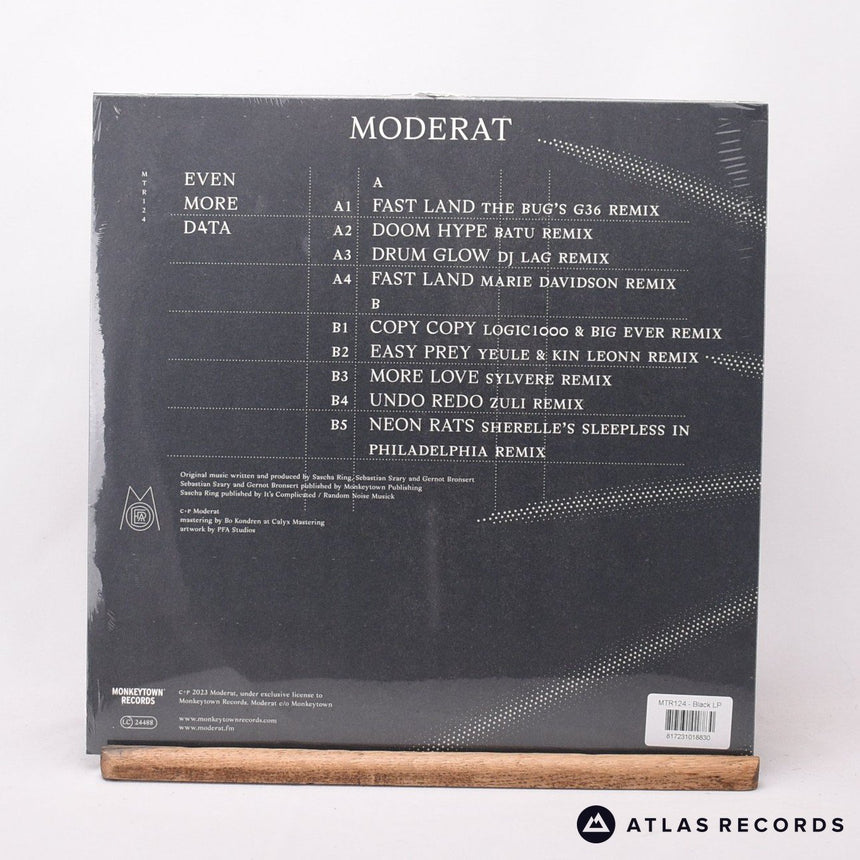 MODERAT
MTR124
EVEN
MORE
D4TA
A
A1 FAST LAND THE BUG'S G36 REMIX
A2 DOOM HYPE BATU REMIX
A3 DRUM GLOW DJ LAG REMIX
A4 FAST LAND MARIE DAVIDSON REMIX
B
B1 COPY COPY LOGIC1000 & BIG EVER REMIX
B2 EASY PREY YEULE & KIN LEONN REMIX
B3 MORE LOVE SYLVERE REMIX
B4 UNDO REDO ZULI REMIX
B5 NEON RATS SHERELLE'S SLEEPLESS IN
PHILADELPHIA REMIX
Original music written and produced by Sascha Ring, Sebastian Szary and Gernot Bronsert
Sebastian Szary and Gernot Bronsert published by Monkeytown Publishing
Sascha Ring published by It's Complicated / Random Noise Musick
C+P Moderat
mastering by Bo Kondren at Calyx Mastering
artwork by PFA Studios
MONKEYTOWN
RECORDS
LC 24488
C+P 2023 Moderat, under exclusive license to
Monkeytown Records. Moderat c/o Monkeytown
www.monkeytownrecords.com
www.moderat.fm
MTR124 - Black LP
817231018830
ATLAS RECORDS